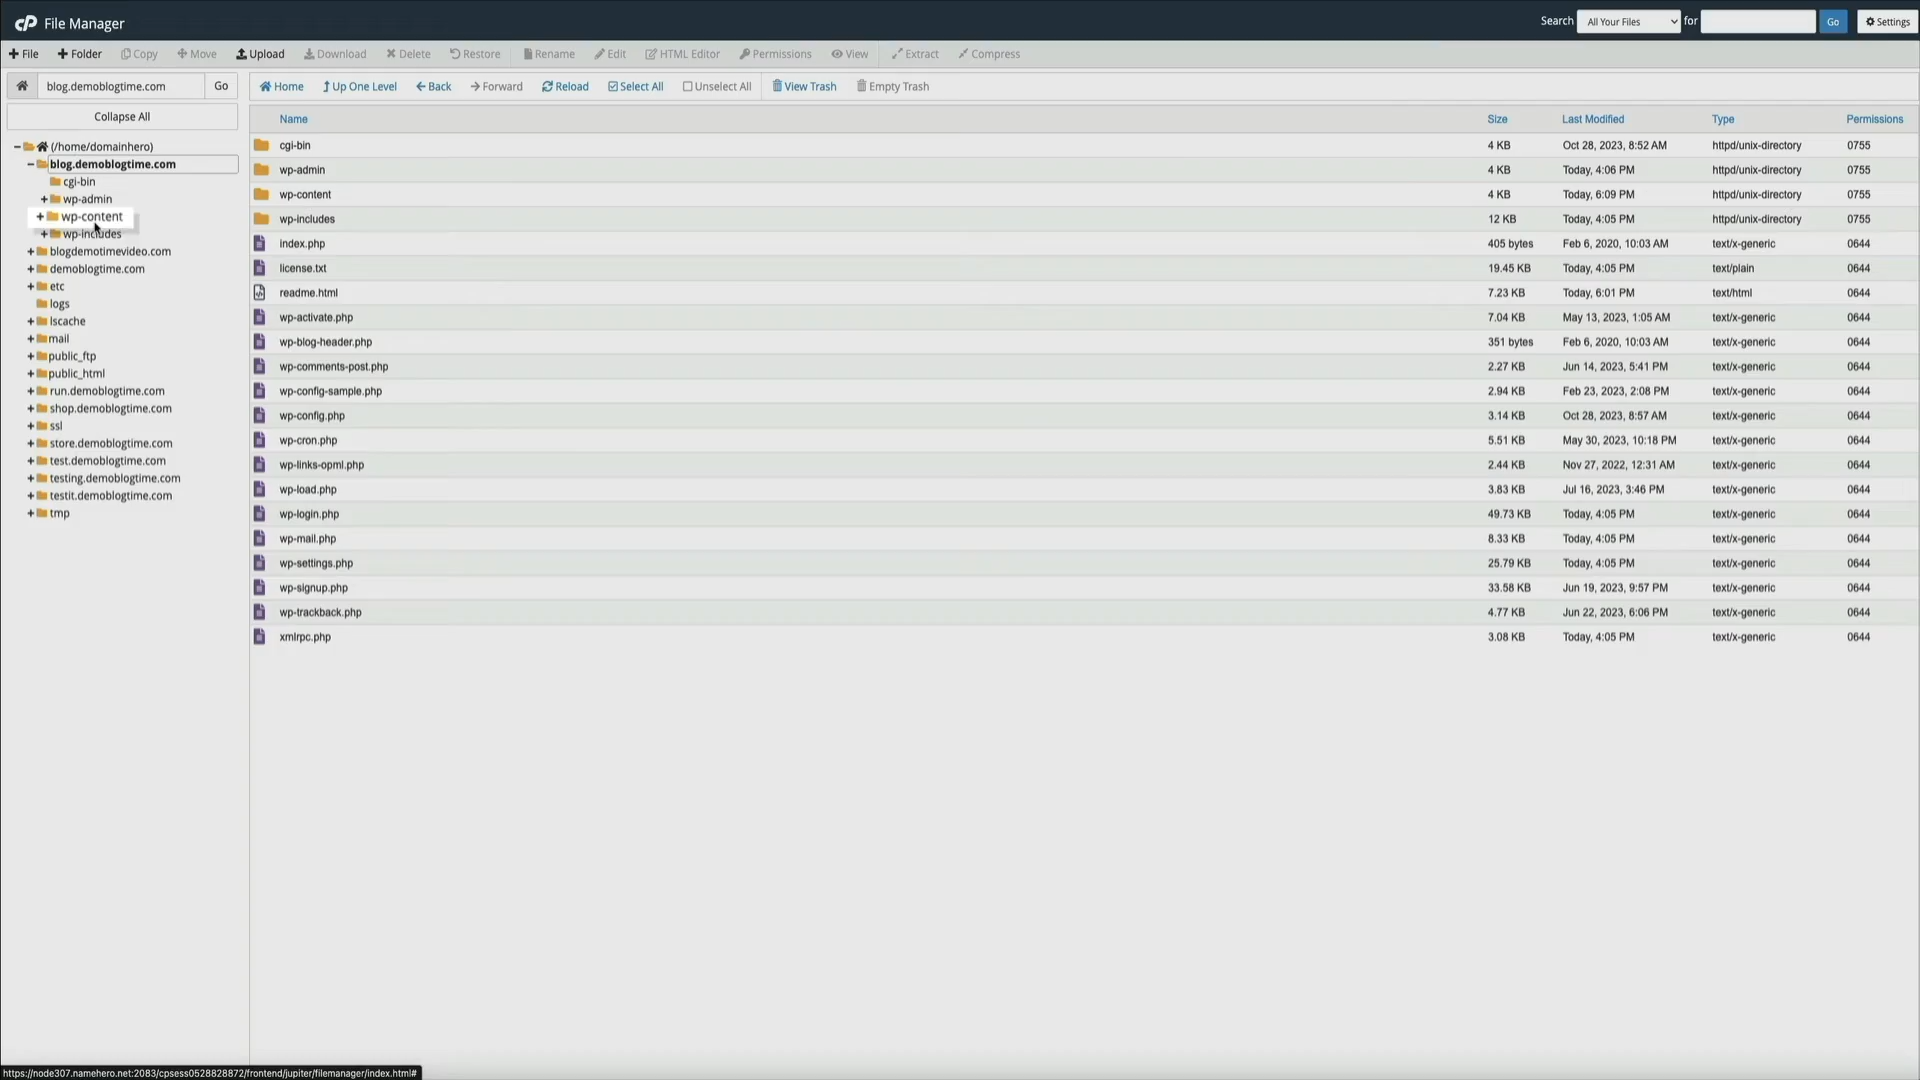 cP File Manager
Search All Your Files for Go Settings
File Folder Copy Move Upload Download Delete Restore Rename Edit HTML Editor Permissions View Extract Compress
blog.demoblogtime.com Go Home Up One Level Back Forward Reload Select All Unselect All View Trash Empty Trash
Collapse All
(/home/domainhero)
blog.demoblogtime.com
cgi-bin
wp-admin
wp-content
wp-includes
blogdemotimevideo.com
demoblogtime.com
etc
logs
lscache
mail
public_ftp
public_html
run.demoblogtime.com
shop.demoblogtime.com
ssl
store.demoblogtime.com
test.demoblogtime.com
testing.demoblogtime.com
testit.demoblogtime.com
tmp
Name Size Last Modified Type Permissions
cgi-bin 4 KB Oct 28, 2023, 8:52 AM httpd/unix-directory 0755
wp-admin 4 KB Today, 4:06 PM httpd/unix-directory 0755
wp-content 4 KB Today, 6:09 PM httpd/unix-directory 0755
wp-includes 12 KB Today, 4:05 PM httpd/unix-directory 0755
index.php 405 bytes Feb 6, 2020, 10:03 AM text/x-generic 0644
license.txt 19.45 KB Today, 4:05 PM text/plain 0644
readme.html 7.23 KB Today, 6:01 PM text/html 0644
wp-activate.php 7.04 KB May 13, 2023, 1:05 AM text/x-generic 0644
wp-blog-header.php 351 bytes Feb 6, 2020, 10:03 AM text/x-generic 0644
wp-comments-post.php 2.27 KB Jun 14, 2023, 5:41 PM text/x-generic 0644
wp-config-sample.php 2.94 KB Feb 23, 2023, 2:08 PM text/x-generic 0644
wp-config.php 3.14 KB Oct 28, 2023, 8:57 AM text/x-generic 0644
wp-cron.php 5.51 KB May 30, 2023, 10:18 PM text/x-generic 0644
wp-links-opml.php 2.44 KB Nov 27, 2022, 12:31 AM text/x-generic 0644
wp-load.php 3.83 KB Jul 16, 2023, 3:46 PM text/x-generic 0644
wp-login.php 49.73 KB Today, 4:05 PM text/x-generic 0644
wp-mail.php 8.33 KB Today, 4:05 PM text/x-generic 0644
wp-settings.php 25.79 KB Today, 4:05 PM text/x-generic 0644
wp-signup.php 33.58 KB Jun 19, 2023, 9:57 PM text/x-generic 0644
wp-trackback.php 4.77 KB Jun 22, 2023, 6:06 PM text/x-generic 0644
xmlrpc.php 3.08 KB Today, 4:05 PM text/x-generic 0644
https://node307.namehero.net:2083/cpsess0528828872/frontend/jupiter/filemanager/index.html#